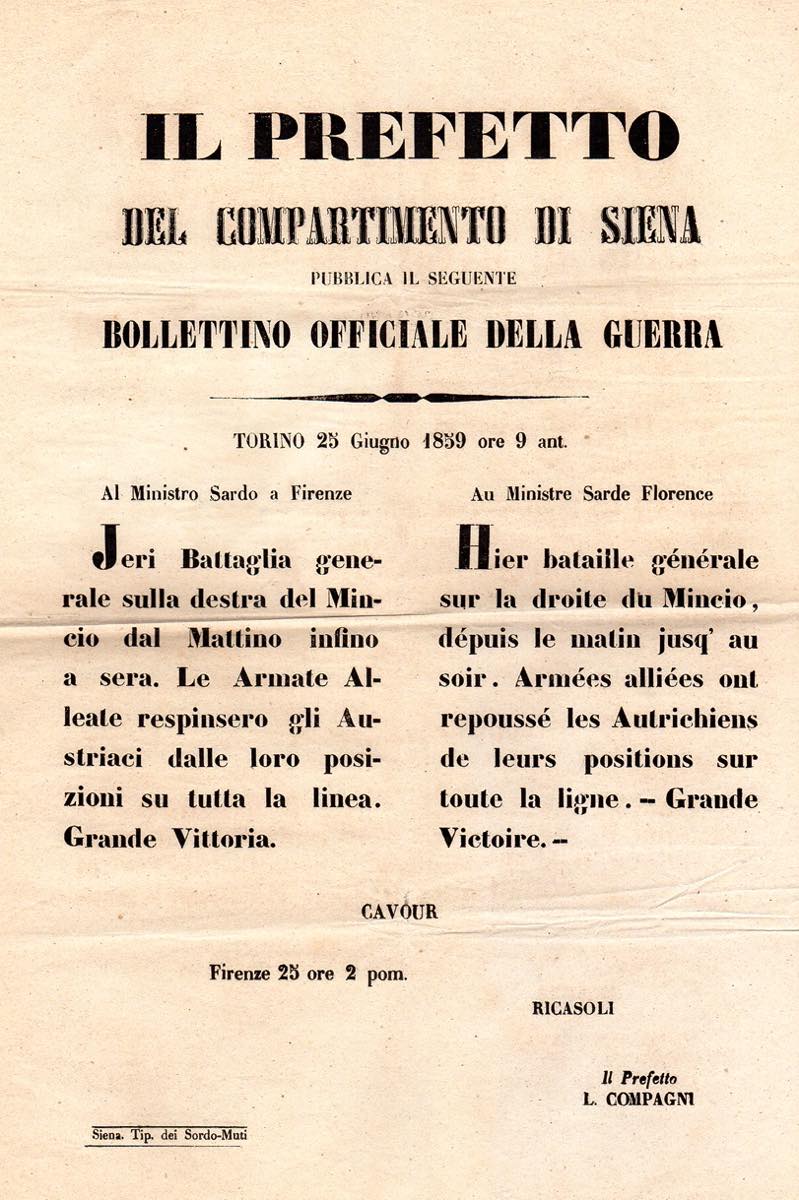 IL PREFETTO
DEL COMPARTIMENTO DI SIENA
PUBBLICA IL SEGUENTE
BOLLETTINO OFFICIALE DELLA GUERRA
TORINO 25 Giugno 1859 ore 9 ant.
Al Ministro Sardo a Firenze
Jeri Battaglia gene-
rale sulla destra del Min-
cio dal Mattino infino
a sera. Le Armate Al-
leate respinsero gli Au-
striaci dalle loro posi-
zioni su tutta la linea.
Grande Vittoria.
Au Ministre Sarde Florence
Hier bataille générale
sur la droite du Mincio,
dépuis le matin jusq' au
soir. Armées alliées ont
repoussé les Autrichiens
de leurs positions sur
toute la ligne. — Grande
Victoire. —
CAVOUR
Firenze 25 ore 2 pom.
RICASOLI
Il Prefetto
L. COMPAGNI
Siena. Tip. dei Sordo-Muti